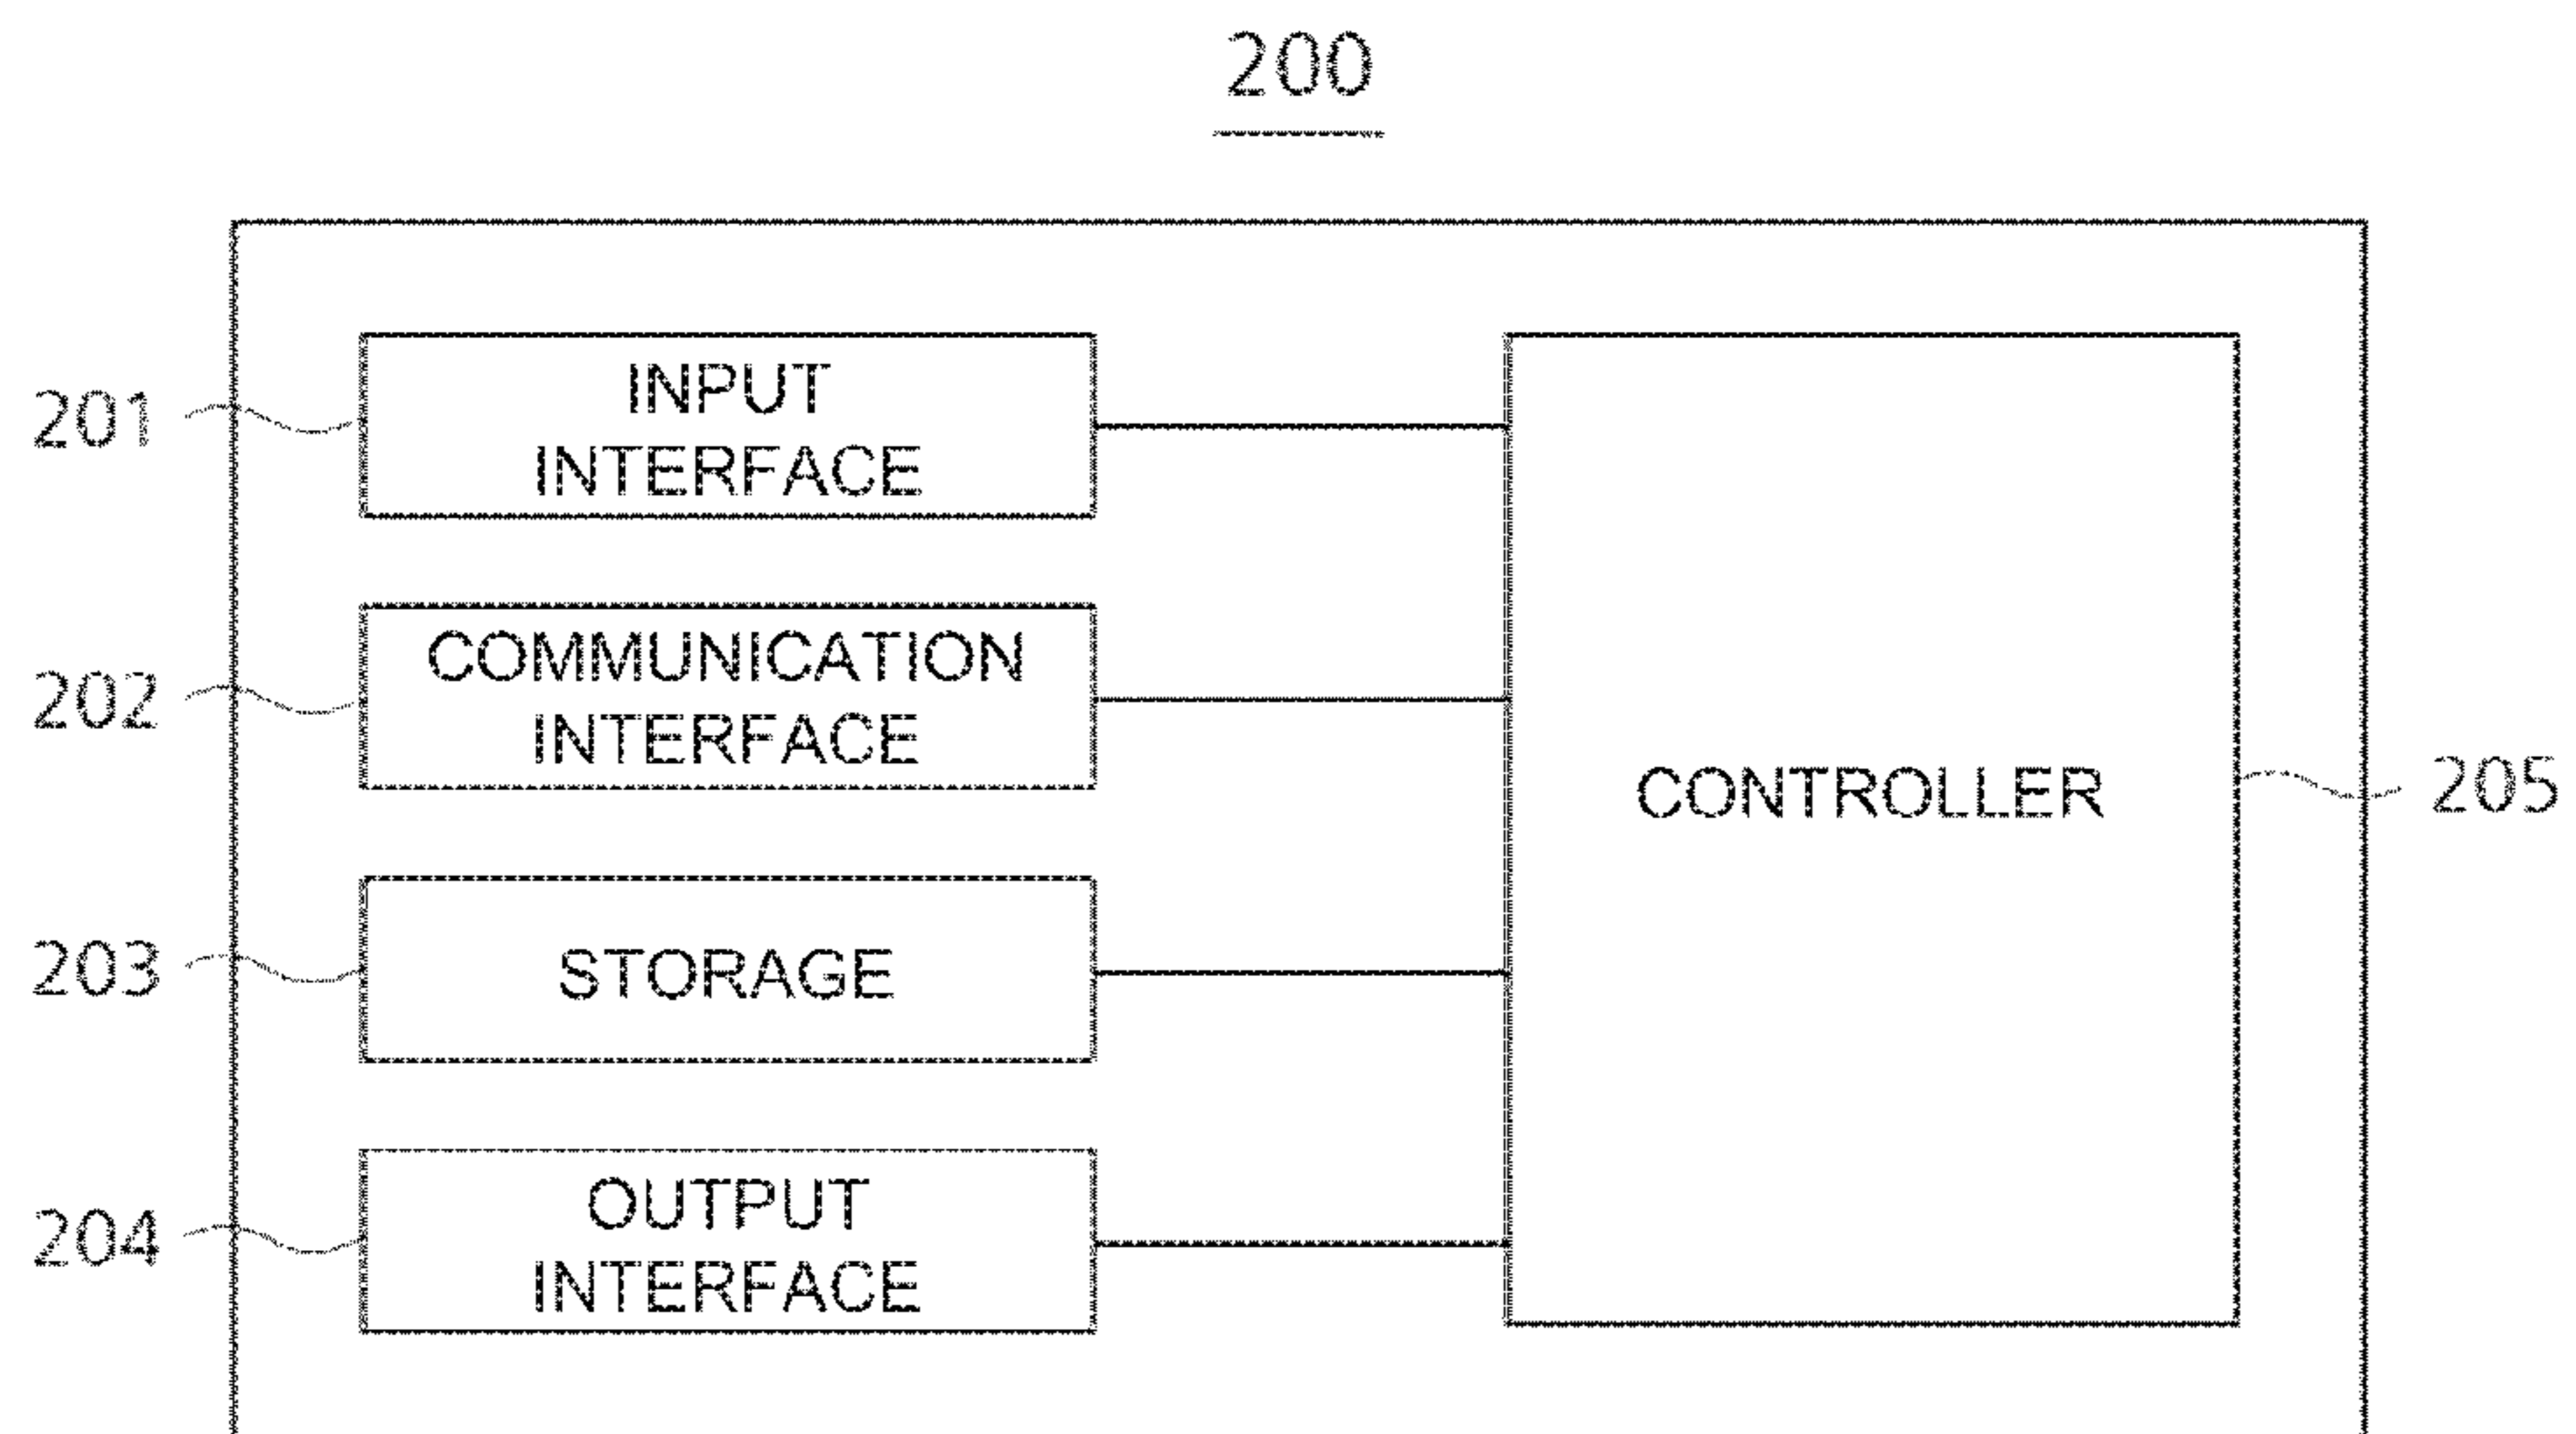 200
201
INPUT
INTERFACE
202
COMMUNICATION
INTERFACE
CONTROLLER
205
203
STORAGE
204
OUTPUT
INTERFACE